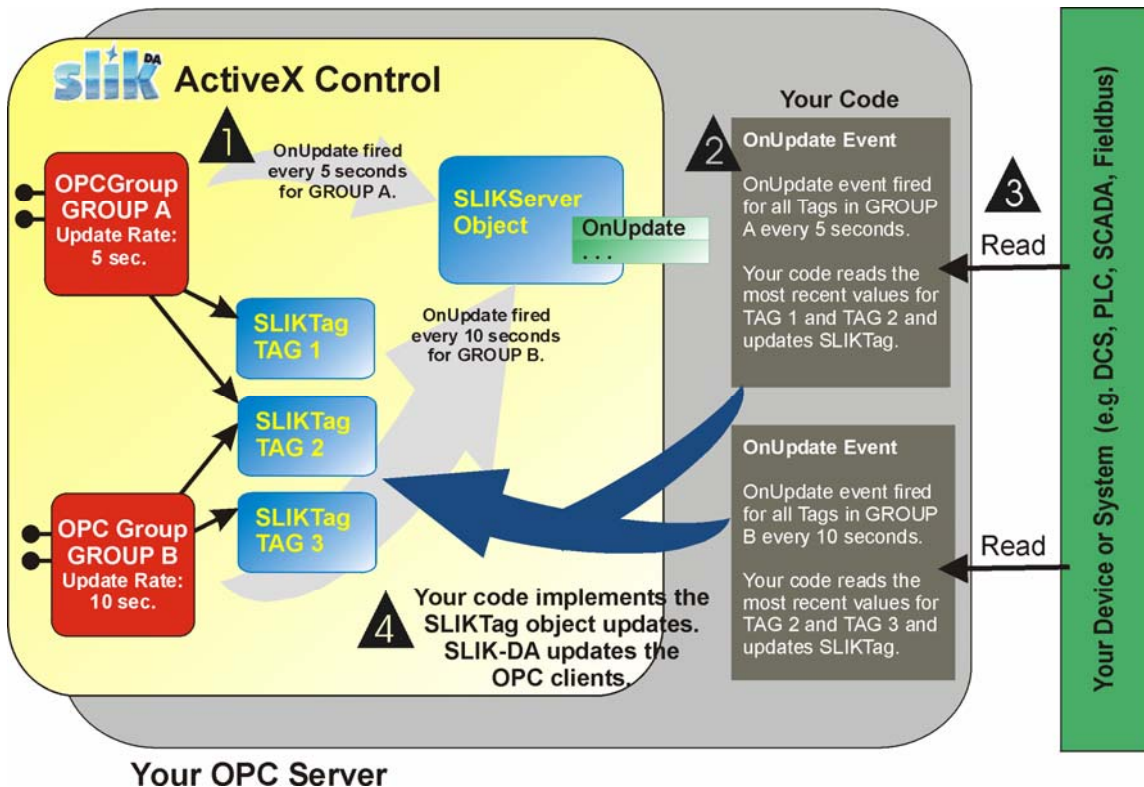 slik DA ActiveX Control
1
OnUpdate fired
every 5 seconds
for GROUP A.
OPCGroup
GROUP A
Update Rate:
5 sec.
SLIKServer
Object
OnUpdate
. . .
SLIKTag
TAG 1
OnUpdate fired
every 10 seconds
for GROUP B.
SLIKTag
TAG 2
SLIKTag
TAG 3
OPC Group
GROUP B
Update Rate:
10 sec.
4
Your code implements the
SLIKTag object updates.
SLIK-DA updates the
OPC clients.
Your Code
2
OnUpdate Event
OnUpdate event fired
for all Tags in GROUP
A every 5 seconds.
Your code reads the
most recent values for
TAG 1 and TAG 2 and
updates SLIKTag.
OnUpdate Event
OnUpdate event fired
for all Tags in GROUP
B every 10 seconds.
Your code reads the
most recent values for
TAG 2 and TAG 3 and
updates SLIKTag.
3
Read
Read
Your Device or System (e.g. DCS, PLC, SCADA, Fieldbus)
Your OPC Server